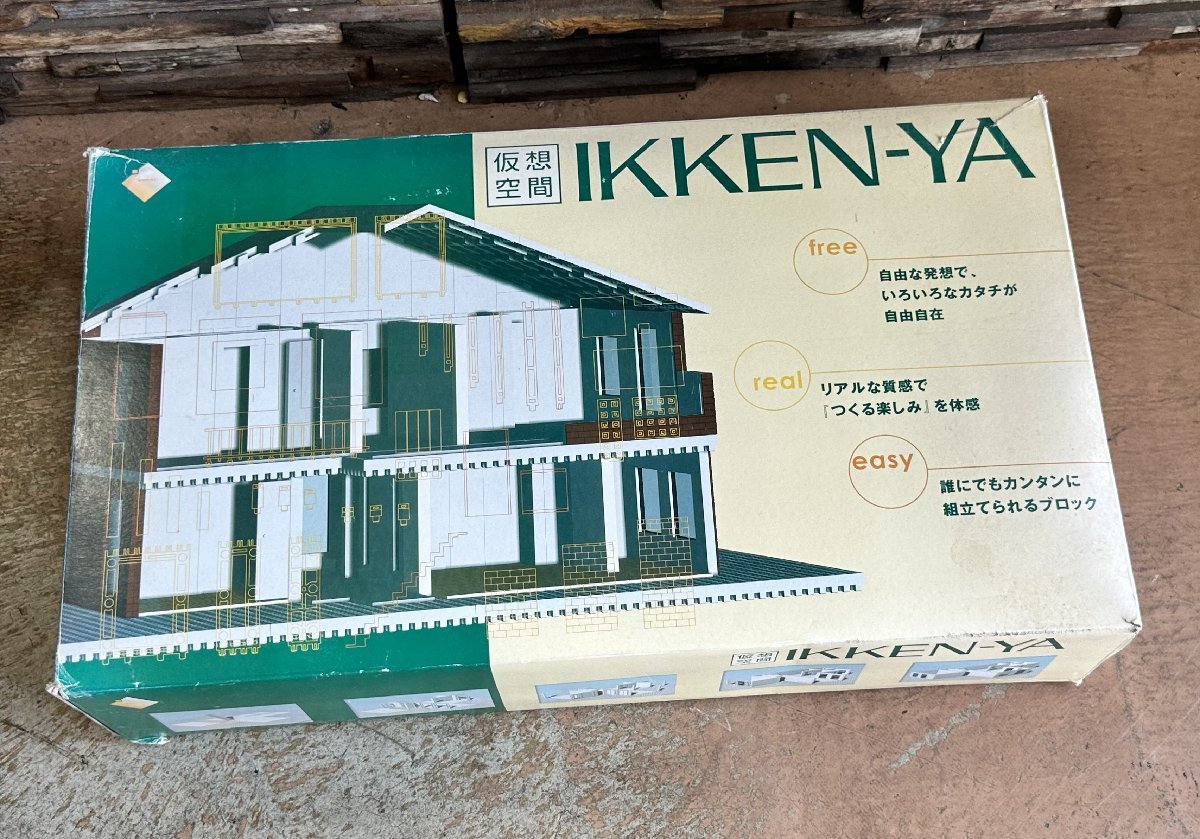 仮想
空間
IKKEN-YA
free
自由な発想で、
いろいろなカタチが
自由自在
real
リアルな質感で
『つくる楽しみ』を体感
easy
誰にでもカンタンに
組立てられるブロック
仮想
空間
IKKEN-YA